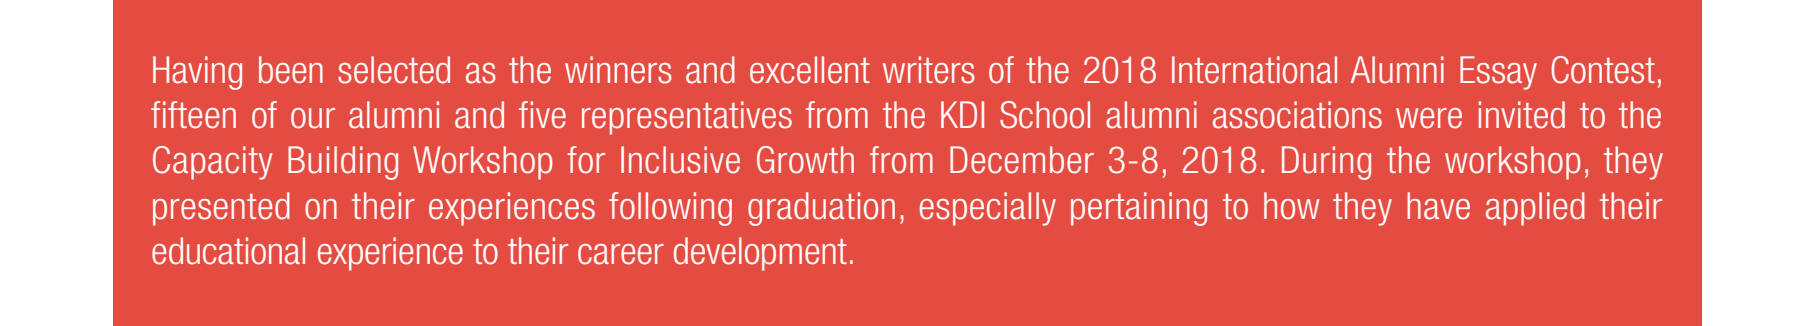 Having been selected as the winners and excellent writers of the 2018 International Alumni Essay Contest,
fifteen of our alumni and five representatives from the KDI School alumni associations were invited to the
Capacity Building Workshop for Inclusive Growth from December 3-8, 2018. During the workshop, they
presented on their experiences following graduation, especially pertaining to how they have applied their
educational experience to their career development.